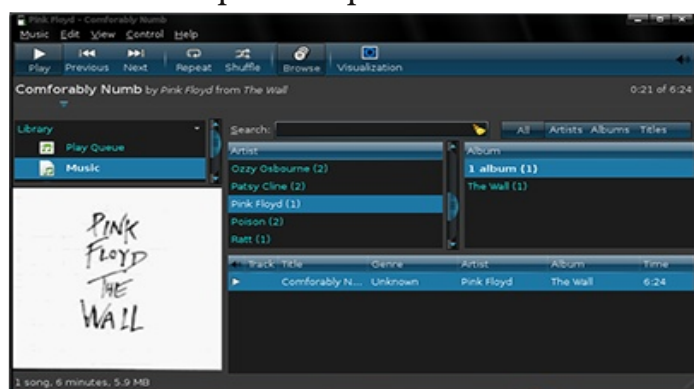 Pink Floyd - Comforably Numb
Music Edit View Control Help
Play Previous Next Repeat Shuffle Browse Visualization
Comforably Numb by Pink Floyd from The Wall 0:21 of 6:24
Library
Play Queue
Music
Search: All Artists Albums Titles
Artist Album
Ozzy Osbourne (2) 1 album (1)
Patsy Cline (2) The Wall (1)
Pink Floyd (1)
Poison (2)
Ratt (1)
Track Title Genre Artist Album Time
Comforably N... Unknown Pink Floyd The Wall 6:24
PINK
FLOYD
THE
WALL
1 song, 6 minutes, 5.9 MB